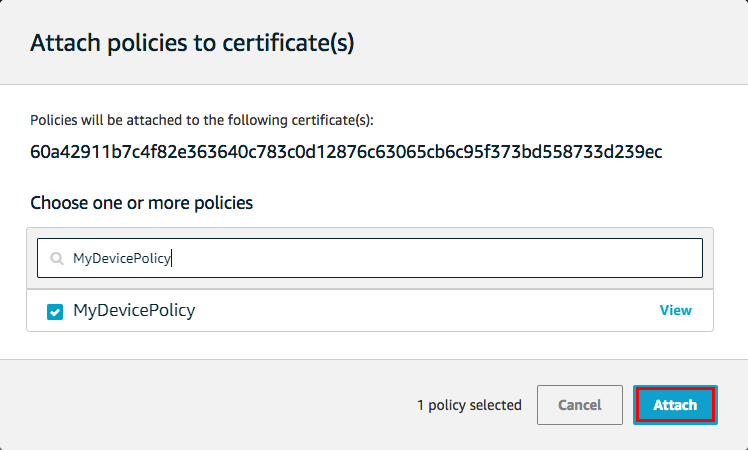 Attach policies to certificate(s)
Policies will be attached to the following certificate(s):
60a42911b7c4f82e363640c783c0d12876c63065cb6c95f373bd558733d239ec
Choose one or more policies
MyDevicePolicy
MyDevicePolicy View
1 policy selected Cancel Attach